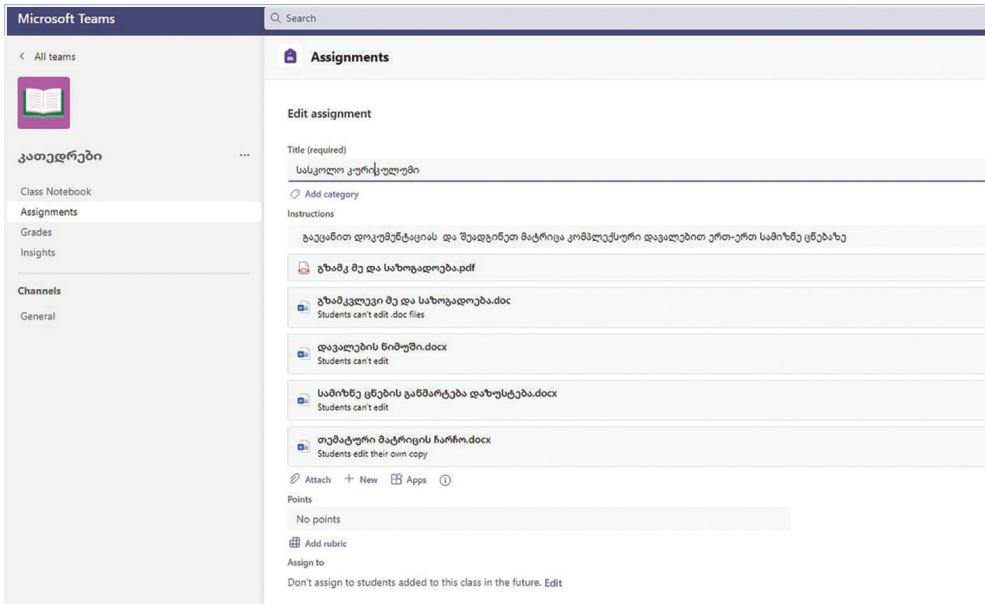 Microsoft Teams
Search
All teams
Assignments
Edit assignment
კათედრები
Title (required)
სასკოლო კურიკულუმი
Class Notebook
Add category
Assignments
Instructions
Grades
გაეცანით დოკუმენტაციას და შეადგინეთ მატრიცა კომპლექსური დავალებით ერთ-ერთ სამიზნე ცნებაზე
Insights
გზამკ მე და საზოგადოება.pdf
Channels
გზამკვლევი მე და საზოგადოება.doc
General
Students can't edit .doc files
დავალების ნიმუში.docx
Students can't edit
სამიზნე ცნების განმარტება დაზუსტება.docx
Students can't edit
თემატური მატრიცის ჩარჩო.docx
Students edit their own copy
Attach New Apps
Points
No points
Add rubric
Assign to
Don't assign to students added to this class in the future. Edit